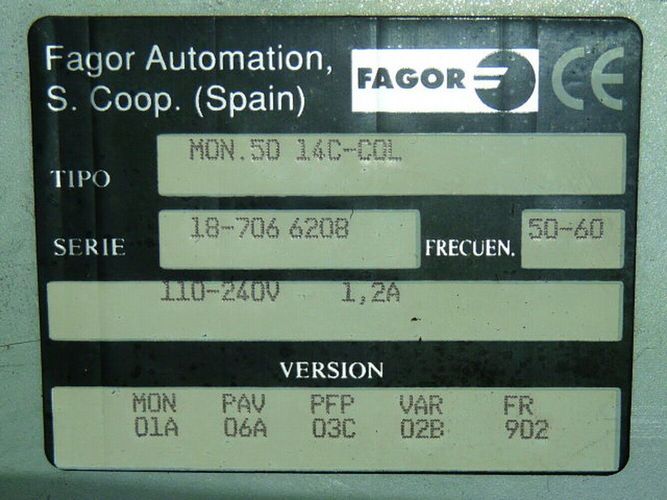 Fagor Automation,
S. Coop. (Spain)
FAGOR
CE
TIPO MON.50 14C-COL
SERIE 18-706 6208 FRECUEN. 50-60
110-240V 1,2A
VERSION
MON PAV PFP VAR FR
01A 06A 03C 02B 902